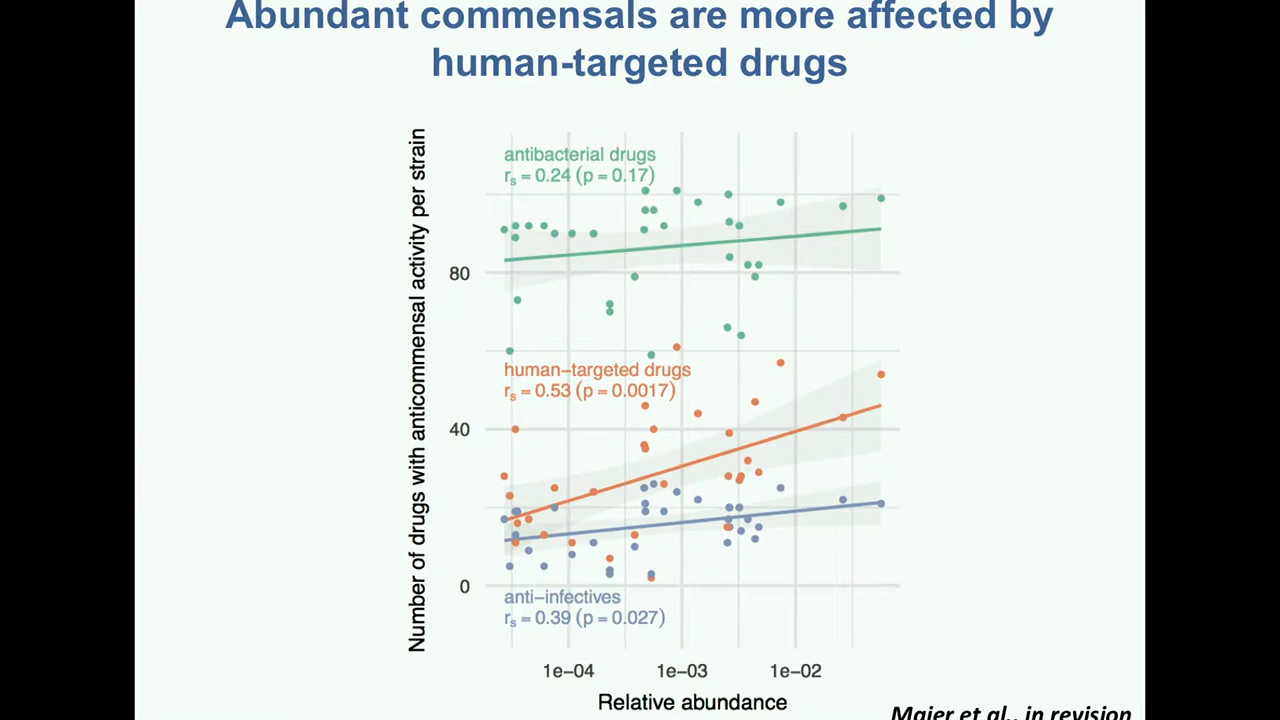 Abundant commensals are more affected by
human-targeted drugs
Number of drugs with anticommensal activity per strain
antibacterial drugs
rs = 0.24 (p = 0.17)
80
human−targeted drugs
rs = 0.53 (p = 0.0017)
40
0
anti−infectives
rs = 0.39 (p = 0.027)
1e−04 1e−03 1e−02
Relative abundance
Maier et al., in revision